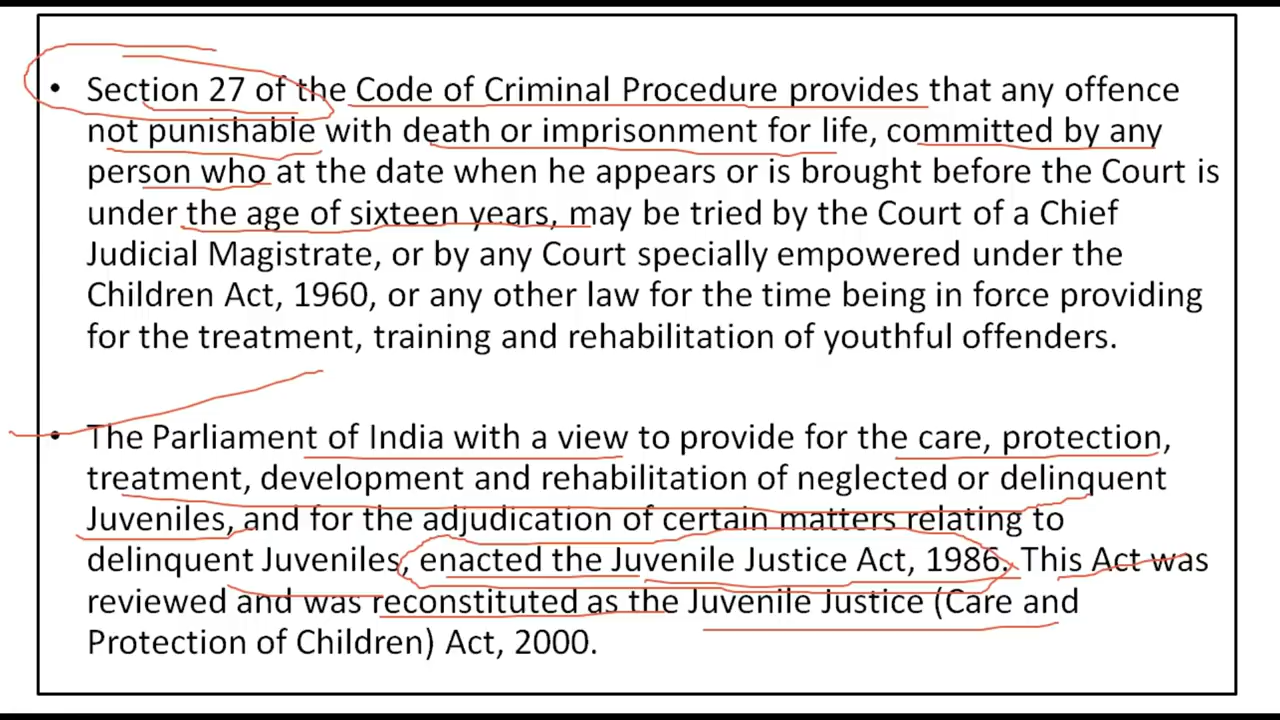 • Section 27 of the Code of Criminal Procedure provides that any offence
not punishable with death or imprisonment for life, committed by any
person who at the date when he appears or is brought before the Court is
under the age of sixteen years, may be tried by the Court of a Chief
Judicial Magistrate, or by any Court specially empowered under the
Children Act, 1960, or any other law for the time being in force providing
for the treatment, training and rehabilitation of youthful offenders.
• The Parliament of India with a view to provide for the care, protection,
treatment, development and rehabilitation of neglected or delinquent
Juveniles, and for the adjudication of certain matters relating to
delinquent Juveniles, enacted the Juvenile Justice Act, 1986. This Act was
reviewed and was reconstituted as the Juvenile Justice (Care and
Protection of Children) Act, 2000.